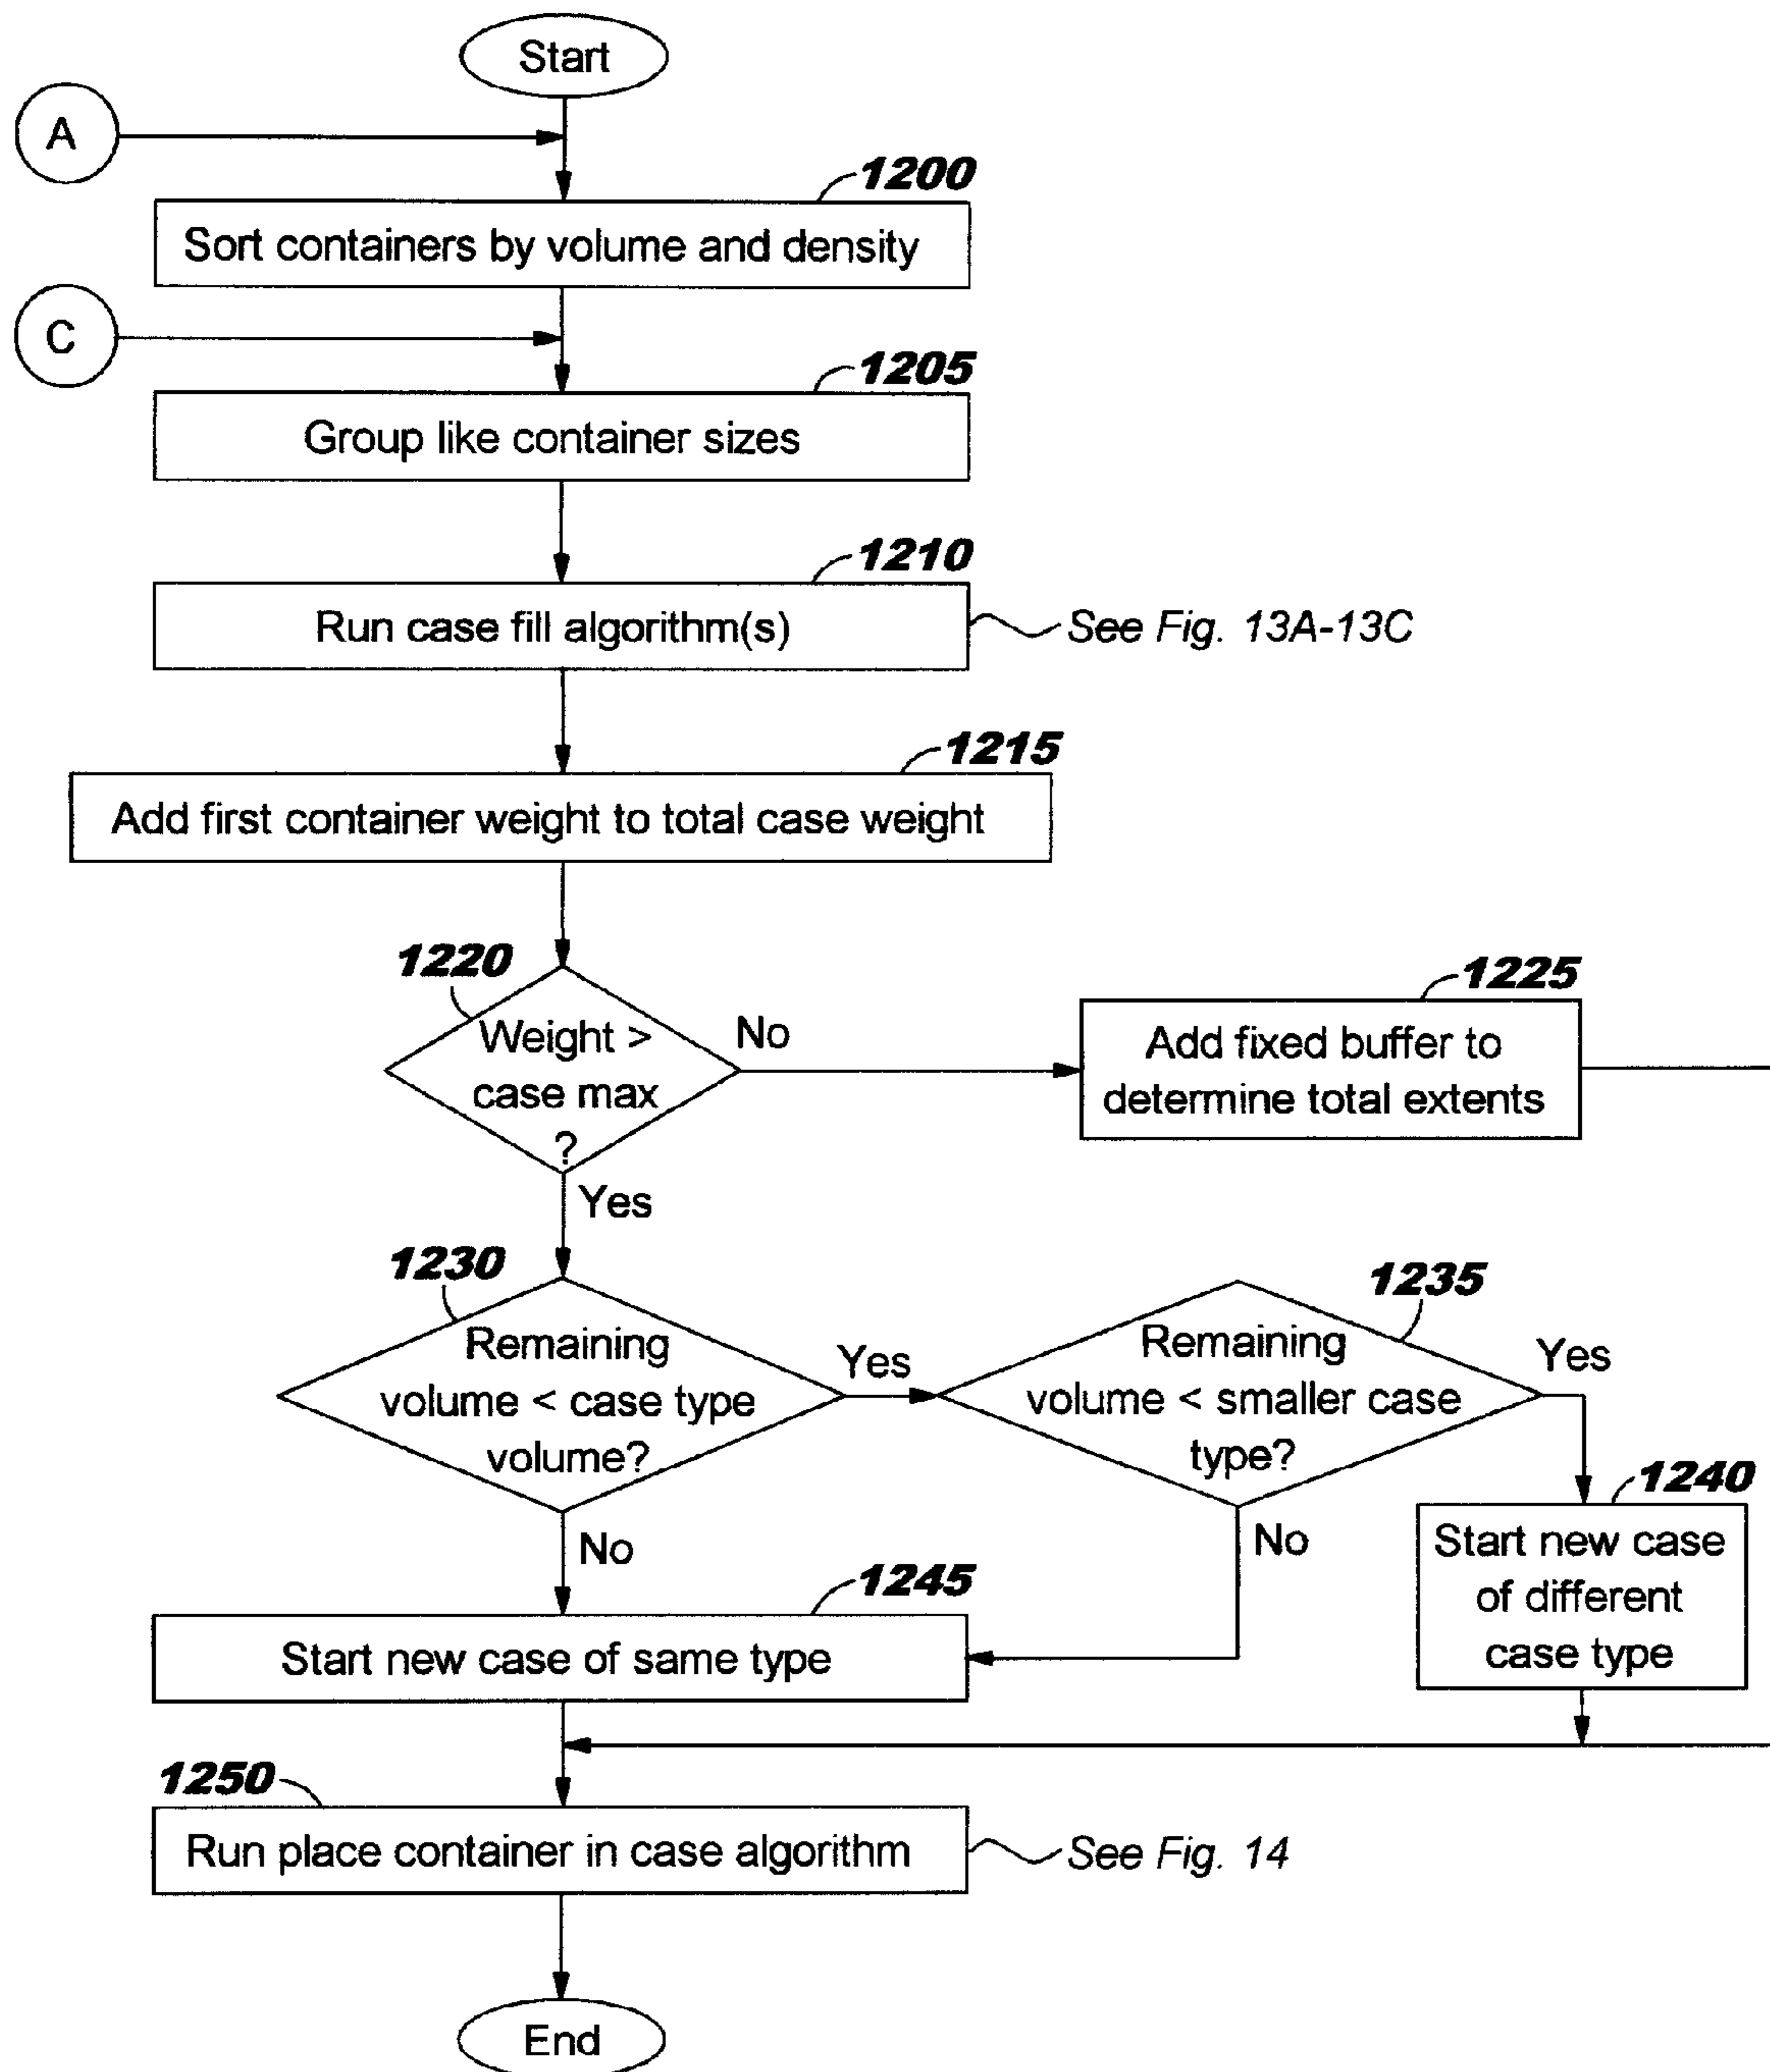 Start
A
1200
Sort containers by volume and density
C
1205
Group like container sizes
1210
Run case fill algorithm(s)
See Fig. 13A-13C
1215
Add first container weight to total case weight
1220
Weight >
case max
?
No
Yes
1225
Add fixed buffer to
determine total extents
1230
Remaining
volume < case type
volume?
Yes
No
1235
Remaining
volume < smaller case
type?
Yes
No
1240
Start new case
of different
case type
1245
Start new case of same type
1250
Run place container in case algorithm
See Fig. 14
End